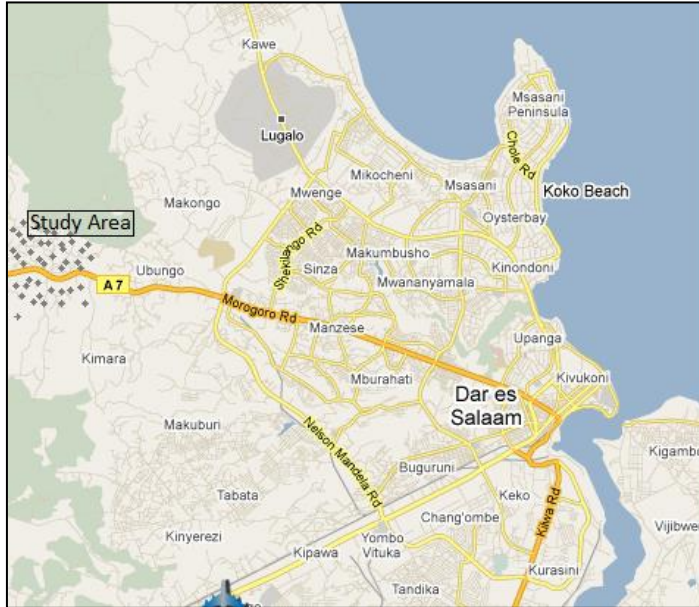 Kawe
Msasani
Peninsula
Lugalo
Chole Rd
Mikocheni
Koko Beach
Mwenge
Msasani
Makongo
Oysterbay
Study Area
Shekilango Rd
Makumbusho
Ubungo
Sinza
Kinondoni
A 7
Mwananyamala
Morogoro Rd
Manzese
Upanga
Kimara
Mburahati
Kivukoni
Dar es
Salaam
Makuburi
Nelson Mandela Rd
Buguruni
Kigambo
Tabata
Keko
Kilwa Rd
Chang'ombe
Kinyerezi
Vijibwe
Kipawa
Yombo
Vituka
Kurasini
Tandika